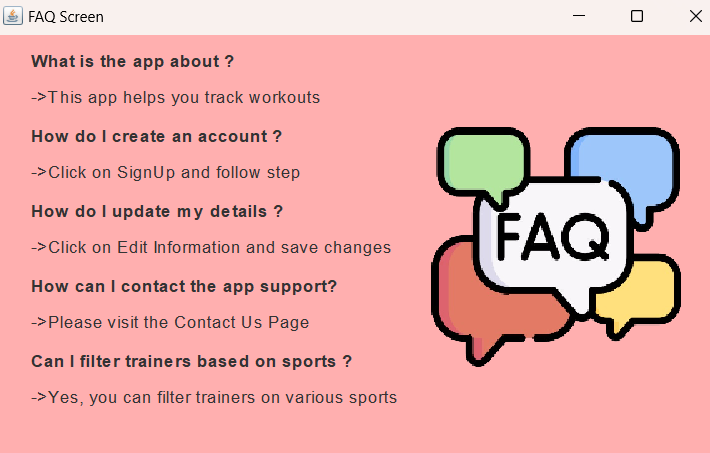 FAQ Screen
What is the app about ?
->This app helps you track workouts
How do I create an account ?
->Click on SignUp and follow step
How do I update my details ?
->Click on Edit Information and save changes
How can I contact the app support?
->Please visit the Contact Us Page
Can I filter trainers based on sports ?
->Yes, you can filter trainers on various sports
FAQ